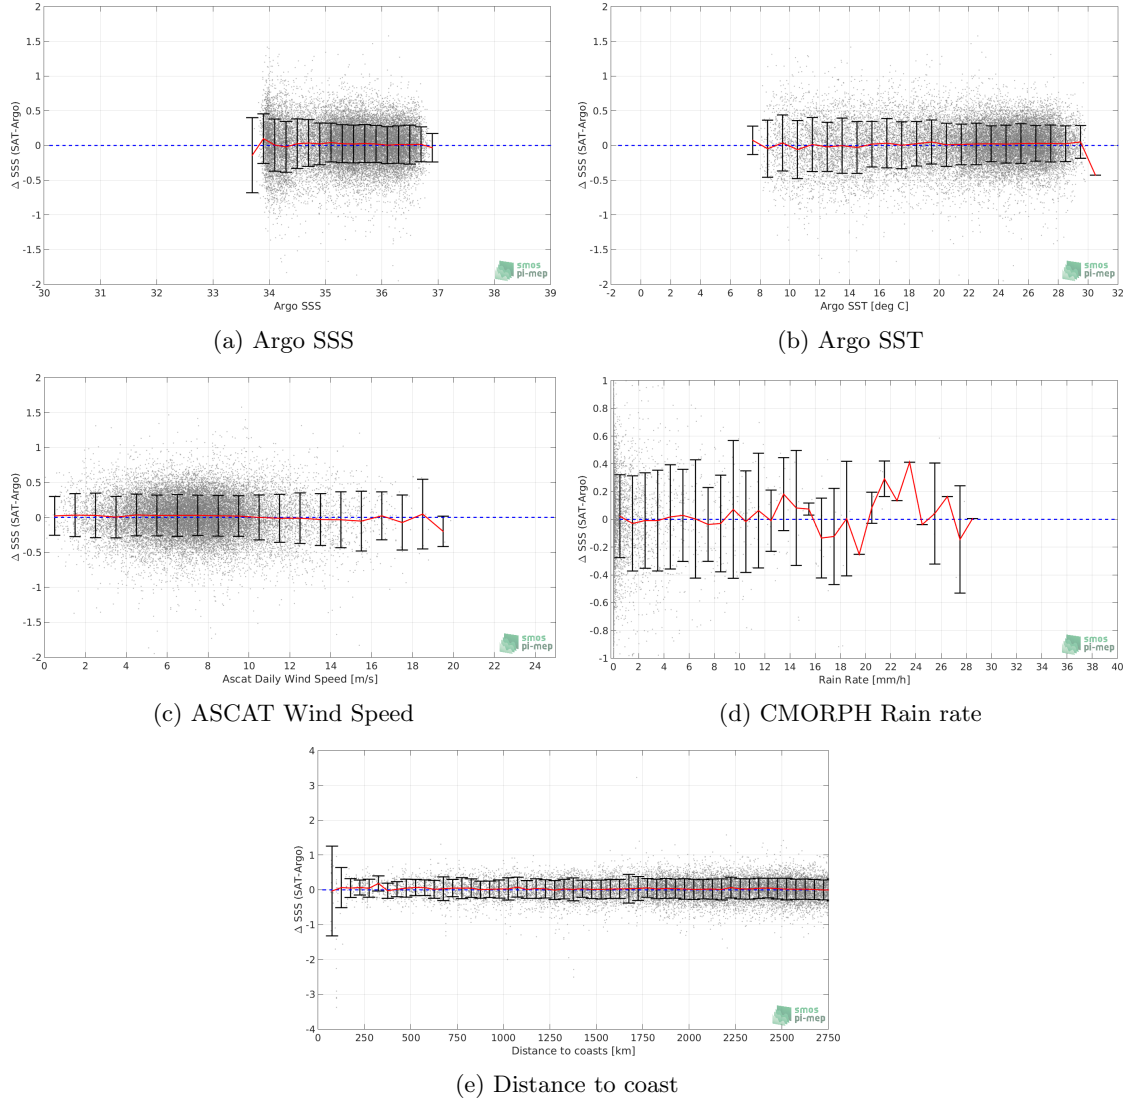 2
1.5
1
0.5
0
-0.5
-1
-1.5
-2
Δ SSS (SAT-Argo)
30 31 32 33 34 35 36 37 38 39
Argo SSS
smos
pi-mep
(a) Argo SSS
2
1.5
1
0.5
0
-0.5
-1
-1.5
-2
Δ SSS (SAT-Argo)
-2 0 2 4 6 8 10 12 14 16 18 20 22 24 26 28 30 32
Argo SST [deg C]
smos
pi-mep
(b) Argo SST
2
1.5
1
0.5
0
-0.5
-1
-1.5
-2
Δ SSS (SAT-Argo)
0 2 4 6 8 10 12 14 16 18 20 22 24
Ascat Daily Wind Speed [m/s]
smos
pi-mep
(c) ASCAT Wind Speed
1
0.8
0.6
0.4
0.2
0
-0.2
-0.4
-0.6
-0.8
-1
Δ SSS (SAT-Argo)
0 2 4 6 8 10 12 14 16 18 20 22 24 26 28 30 32 34 36 38 40
Rain Rate [mm/h]
smos
pi-mep
(d) CMORPH Rain rate
4
3
2
1
0
-1
-2
-3
-4
Δ SSS (SAT-Argo)
0 250 500 750 1000 1250 1500 1750 2000 2250 2500 2750
Distance to coasts [km]
smos
pi-mep
(e) Distance to coast